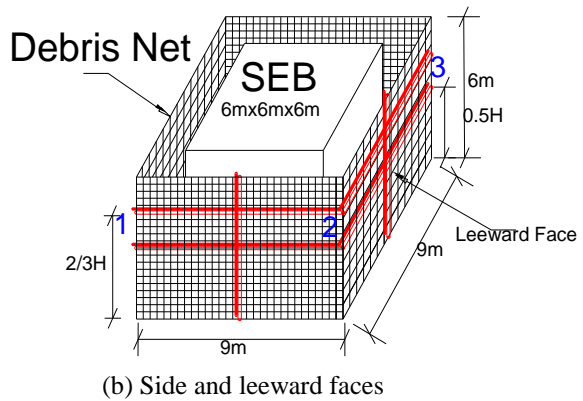 Debris Net
SEB
6mx6mx6m
3
6m
0.5H
1
2
Leeward Face
2/3H
9m
9m
(b) Side and leeward faces